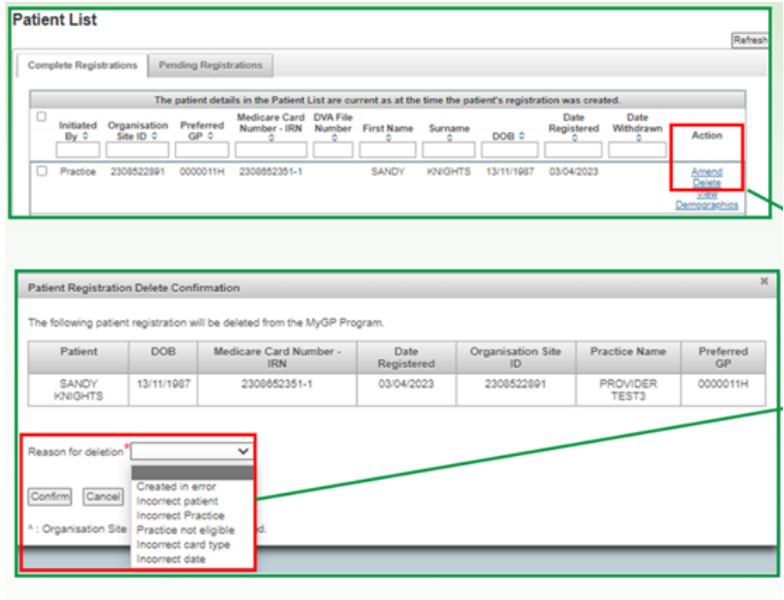 Patient List
Refresh
Complete Registrations Pending Registrations
The patient details in the Patient List are current as at the time the patient's registration was created.
Initiated By Organisation Site ID Preferred GP Medicare Card Number - IRN DVA File Number First Name Surname DOB Date Registered Date Withdrawn Action
Practice 2308522891 0000011H 2308652351-1 SANDY KNIGHTS 13/11/1987 03/04/2023 Amend
Delete
View
Demographics
Patient Registration Delete Confirmation
The following patient registration will be deleted from the MyGP Program.
Patient DOB Medicare Card Number - IRN Date Registered Organisation Site ID Practice Name Preferred GP
SANDY KNIGHTS 13/11/1987 2308652351-1 03/04/2023 2308522891 PROVIDER TEST3 0000011H
Reason for deletion*
Created in error
Incorrect patient
Incorrect Practice
Practice not eligible
Incorrect card type
Incorrect date
Confirm Cancel
^ : Organisation Site d.